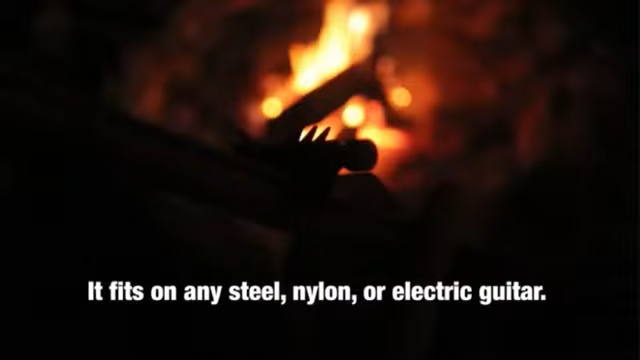 It fits on any steel, nylon, or electric guitar.